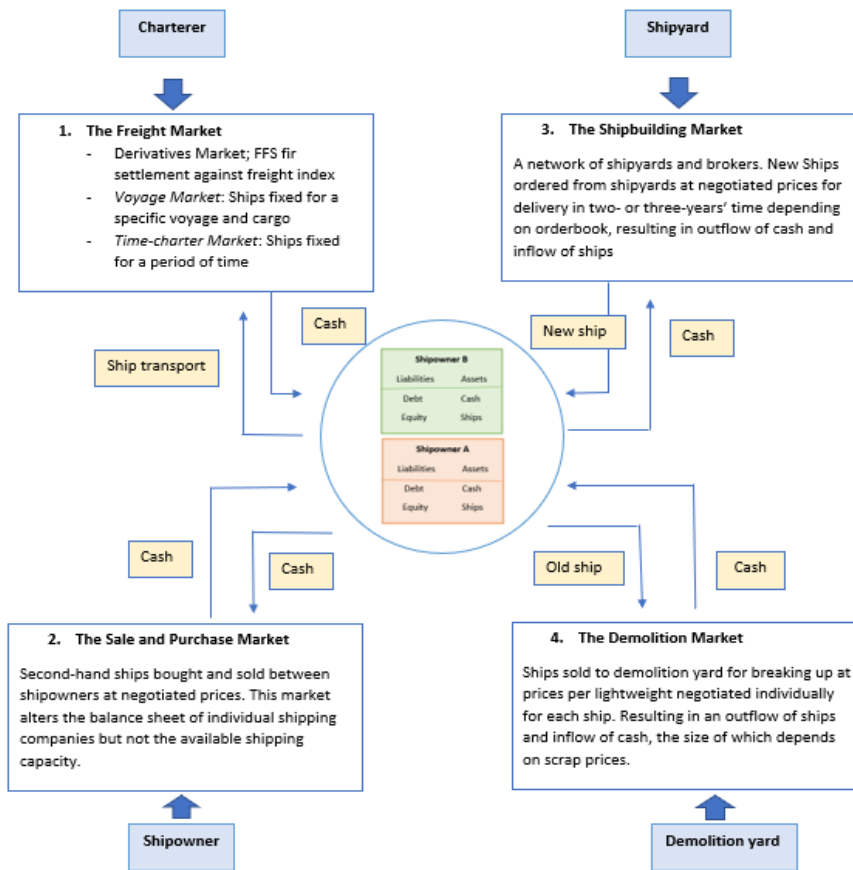 Charterer
Shipyard
1. The Freight Market
- Derivatives Market; FFS fir
settlement against freight index
- Voyage Market: Ships fixed for a
specific voyage and cargo
- Time-charter Market: Ships fixed
for a period of time
3. The Shipbuilding Market
A network of shipyards and brokers. New Ships
ordered from shipyards at negotiated prices for
delivery in two- or three-years’ time depending
on orderbook, resulting in outflow of cash and
inflow of ships
Cash
Ship transport
New ship
Cash
Shipowner B
Liabilities Assets
Debt Cash
Equity Ships
Shipowner A
Liabilities Assets
Debt Cash
Equity Ships
Cash
Cash
Old ship
Cash
2. The Sale and Purchase Market
Second-hand ships bought and sold between
shipowners at negotiated prices. This market
alters the balance sheet of individual shipping
companies but not the available shipping
capacity.
4. The Demolition Market
Ships sold to demolition yard for breaking up at
prices per lightweight negotiated individually
for each ship. Resulting in an outflow of ships
and inflow of cash, the size of which depends
on scrap prices.
Shipowner
Demolition yard